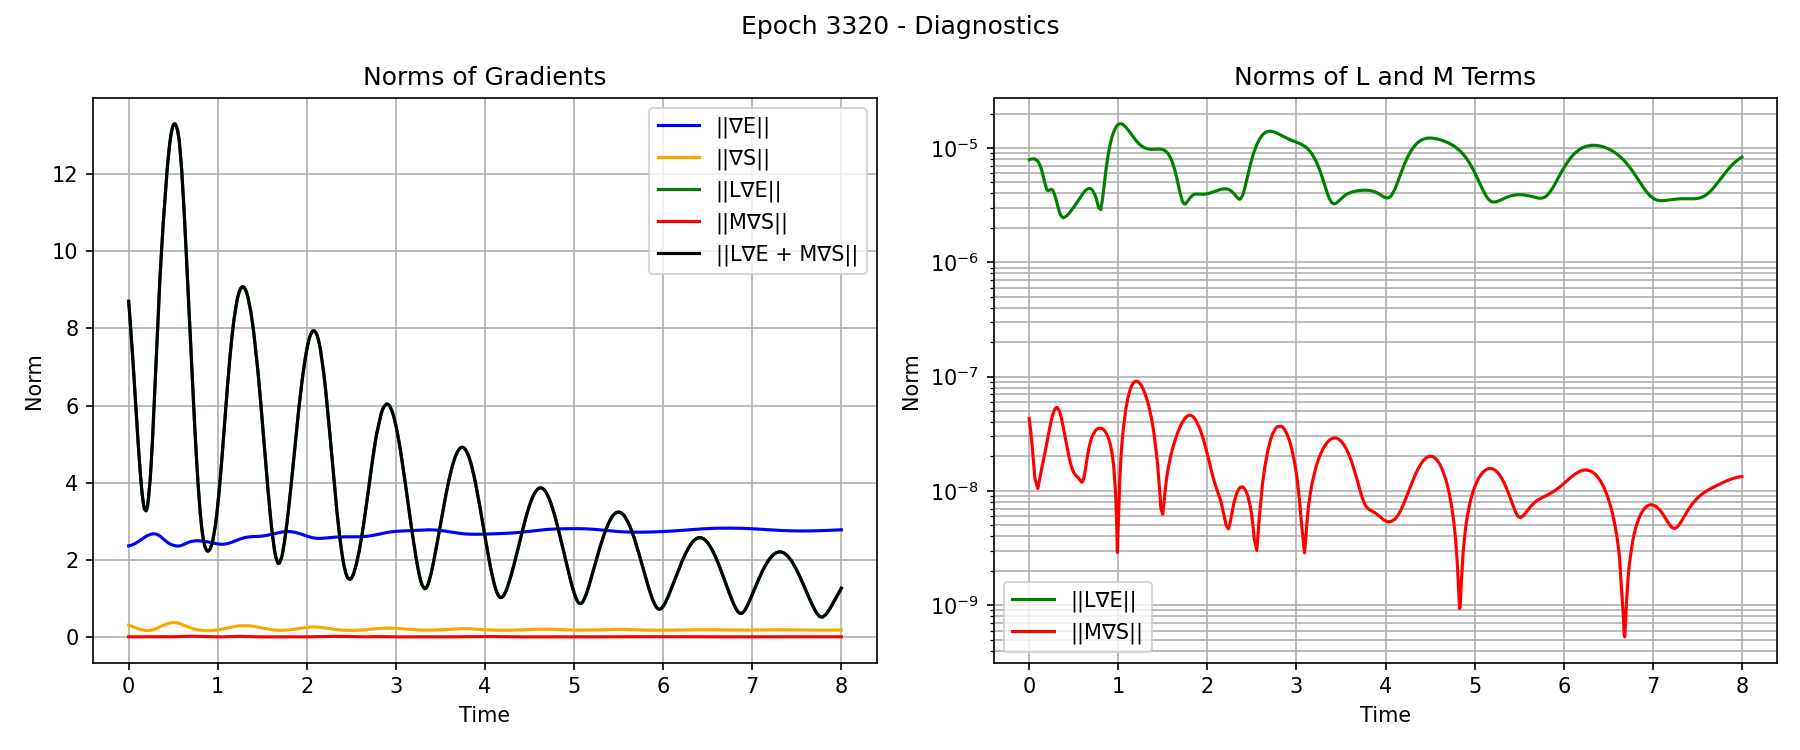 Epoch 3320 - Diagnostics
Norms of Gradients
Norm
12
10
8
6
4
2
0
||∇E||
||∇S||
||L∇E||
||M∇S||
||L∇E + M∇S||
0 1 2 3 4 5 6 7 8
Time
Norms of L and M Terms
Norm
10⁻⁵
10⁻⁶
10⁻⁷
10⁻⁸
10⁻⁹
||L∇E||
||M∇S||
0 1 2 3 4 5 6 7 8
Time